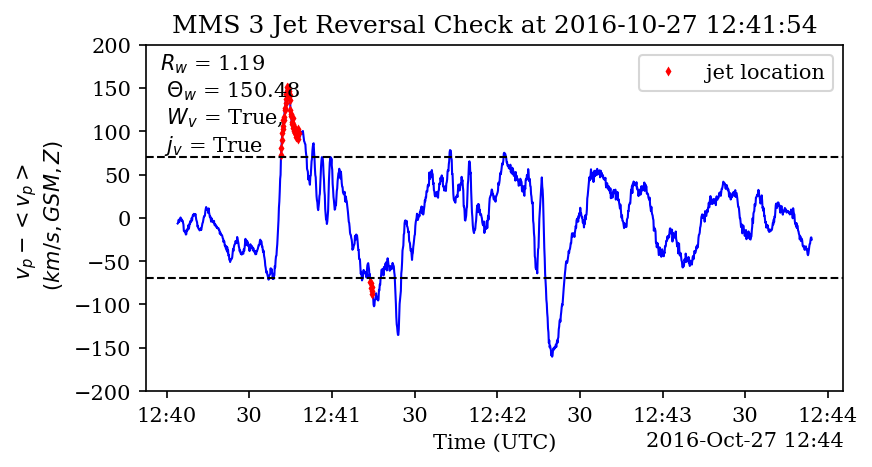 MMS 3 Jet Reversal Check at 2016-10-27 12:41:54
R_w = 1.19
Θ_w = 150.48
W_v = True,
j_v = True
jet location
v_p − <v_p>
(km/s, GSM, Z)
200
150
100
50
0
−50
−100
−150
−200
12:40 30 12:41 30 12:42 30 12:43 30 12:44
Time (UTC)
2016-Oct-27 12:44